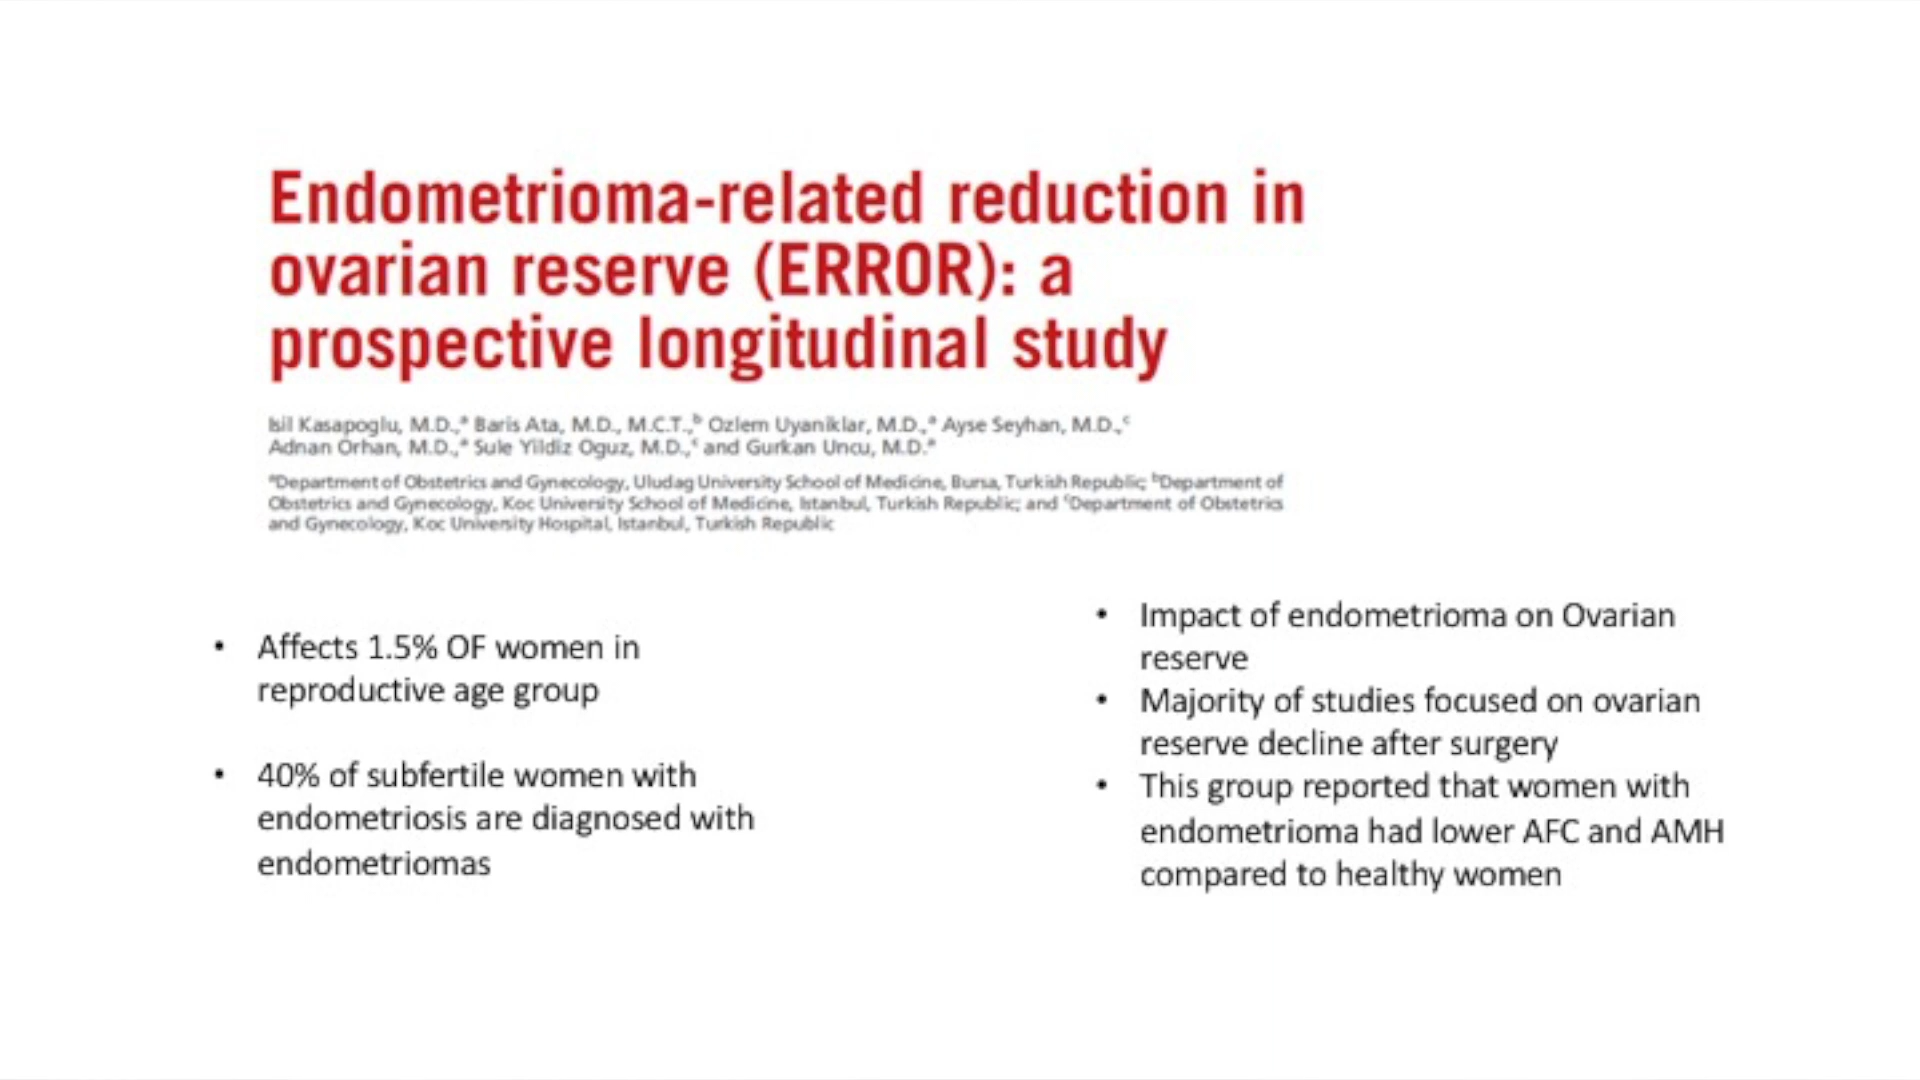 Endometrioma-related reduction in
ovarian reserve (ERROR): a
prospective longitudinal study
Isil Kasapoglu, M.D.,ᵃ Baris Ata, M.D., M.C.T.,ᵇ Ozlem Uyaniklar, M.D.,ᵃ Ayse Seyhan, M.D.,ᶜ
Adnan Orhan, M.D.,ᵃ Sule Yildiz Oguz, M.D.,ᶜ and Gurkan Uncu, M.D.ᵃ
ᵃDepartment of Obstetrics and Gynecology, Uludag University School of Medicine, Bursa, Turkish Republic; ᵇDepartment of
Obstetrics and Gynecology, Koc University School of Medicine, Istanbul, Turkish Republic; and ᶜDepartment of Obstetrics
and Gynecology, Koc University Hospital, Istanbul, Turkish Republic
• Affects 1.5% OF women in
reproductive age group
• 40% of subfertile women with
endometriosis are diagnosed with
endometriomas
• Impact of endometrioma on Ovarian
reserve
• Majority of studies focused on ovarian
reserve decline after surgery
• This group reported that women with
endometrioma had lower AFC and AMH
compared to healthy women